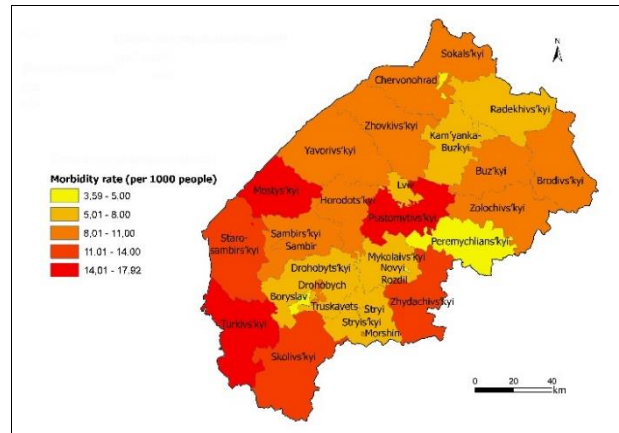 N
Sokals'kyi
Chervonohrad
Radekhivs'kyi
Zhovkivs'kyi
Kam'yanka-
Buzkyi
Yavorivs'kyi
Buz'kyi
Brodivs'kyi
Morbidity rate (per 1000 people)
3,59 - 5.00
5,01 - 8.00
8,01 - 11,00
11.01 - 14.00
14,01 - 17.92
Mostys'kyi
Lviv
Horodots'kyi
Pustomytivs'kyi
Zolochivs'kyi
Staro-
sambirs'kyi
Sambirs'kyi
Sambir
Peremychlians'kyi
Mykolaivs'kyi
Novyi
Rozdil
Drohobyts'kyi
Drohobych
Boryslav
Truskavets
Stryi
Zhydachivs'kyi
Turkivs'kyi
Stryis'kyi
Morshin
Skolivs'kyi
0 20 40
km